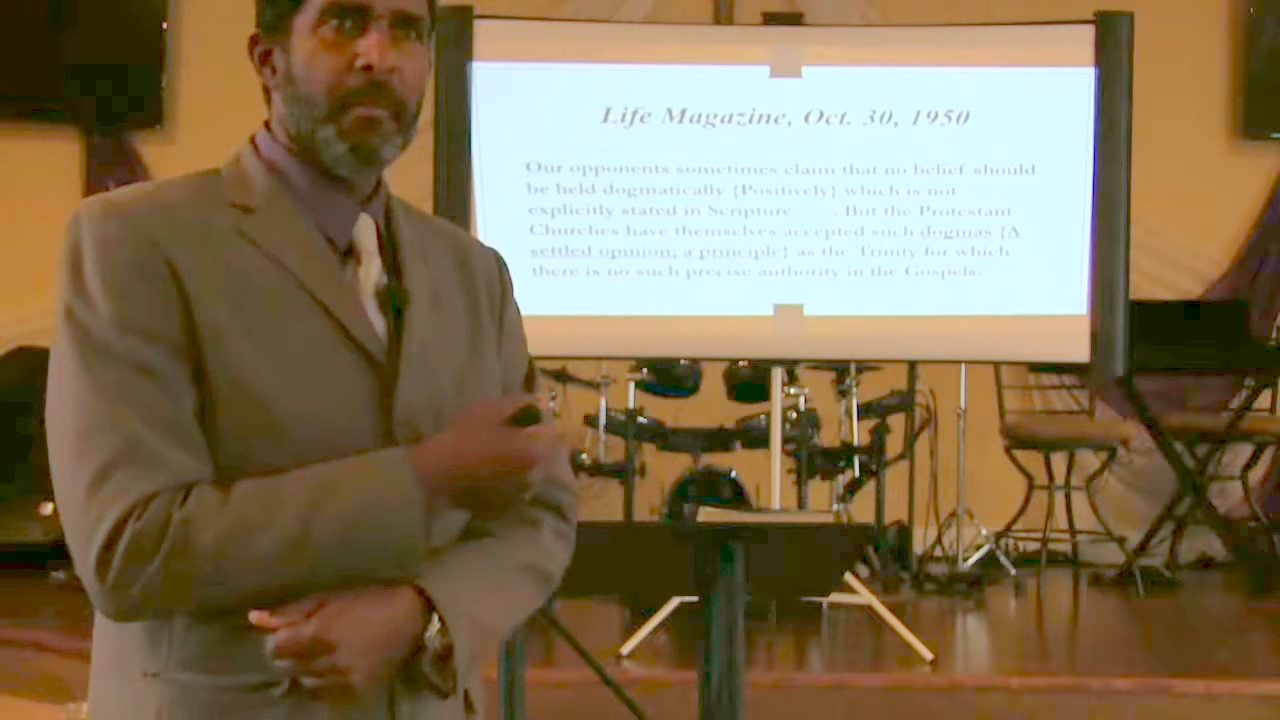 Life Magazine, Oct. 30, 1950
Our opponents sometimes claim that no belief should
be held dogmatically {Positively} which is not
explicitly stated in Scripture . . . . But the Protestant
Churches have themselves accepted such dogmas {A
settled opinion; a principle} as the Trinity for which
there is no such precise authority in the Gospels.